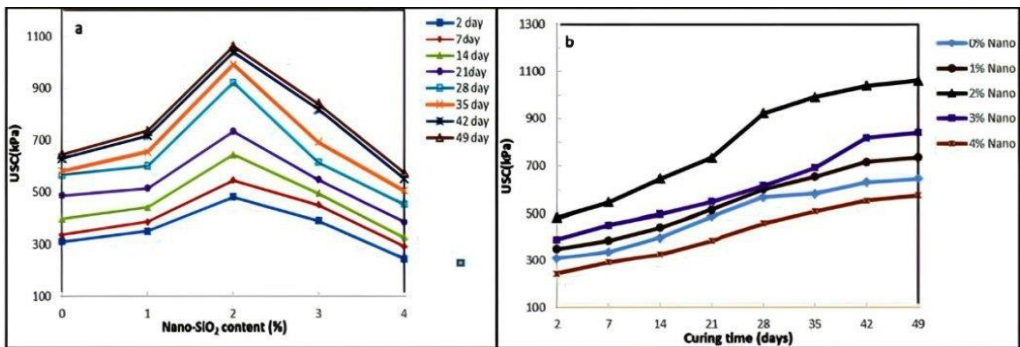 a
USC(kPa)
1100
900
700
500
300
100
0 1 2 3 4
Nano-SiO₂ content (%)
2 day
7day
14 day
21day
28 day
35 day
42 day
49 day
b
USC(kPa)
1300
1100
900
700
500
300
100
2 7 14 21 28 35 42 49
Curing time (days)
0% Nano
1% Nano
2% Nano
3% Nano
4% Nano